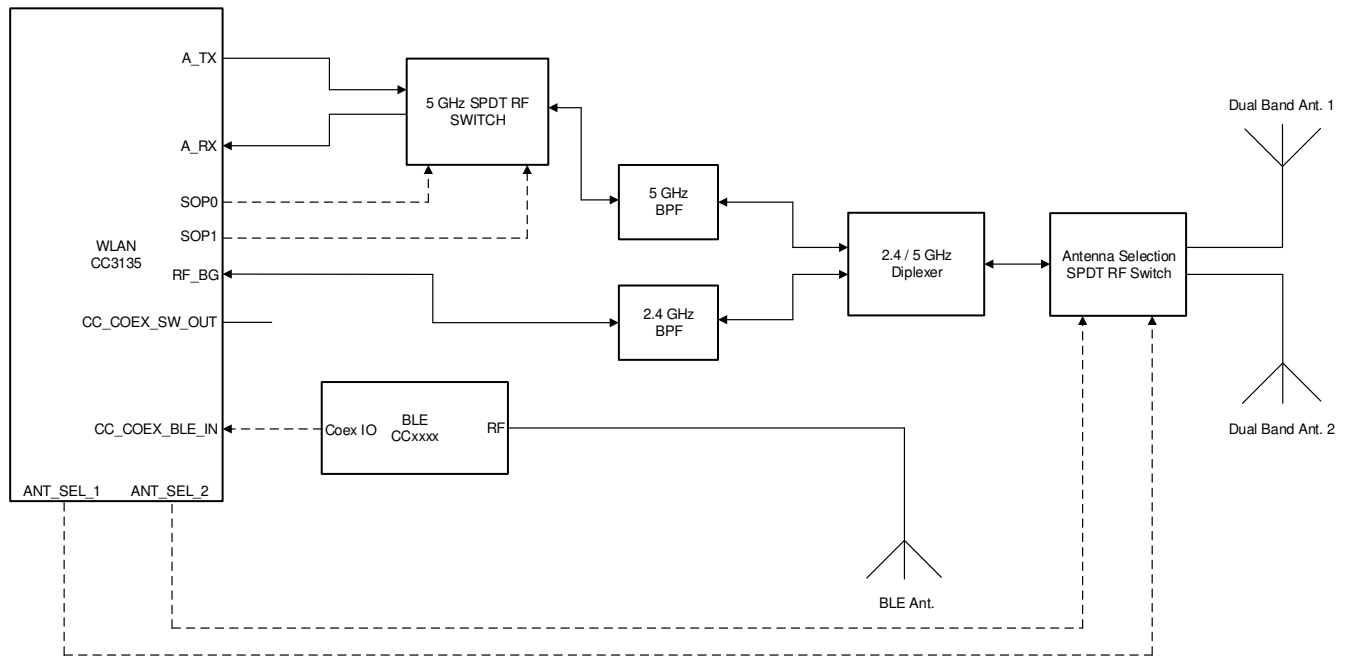 A_TX
A_RX
SOP0
SOP1
WLAN
CC3135
RF_BG
CC_COEX_SW_OUT
CC_COEX_BLE_IN
ANT_SEL_1
ANT_SEL_2
5 GHz SPDT RF
SWITCH
5 GHz
BPF
2.4 GHz
BPF
2.4 / 5 GHz
Diplexer
Antenna Selection
SPDT RF Switch
Dual Band Ant. 1
Dual Band Ant. 2
Coex IO
BLE
CCxxxx
RF
BLE Ant.